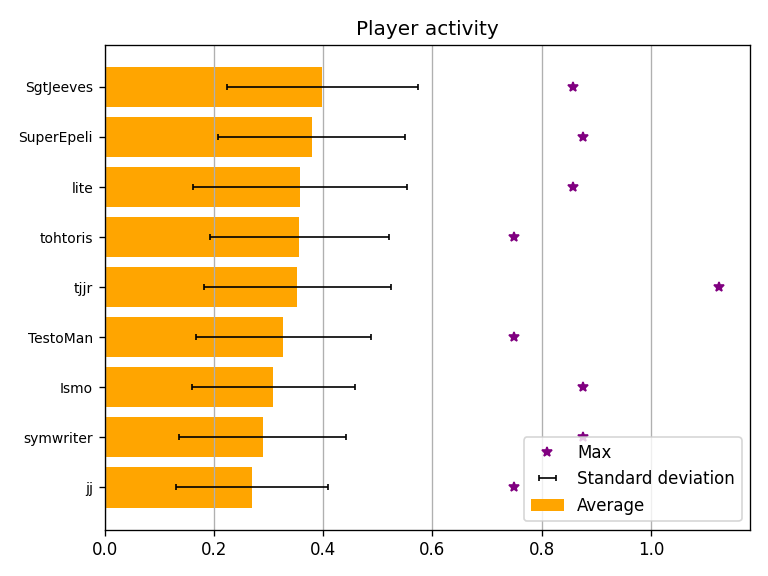 Player activity
SgtJeeves
SuperEpeli
lite
tohtoris
tjjr
TestoMan
Ismo
symwriter
jj
0.0 0.2 0.4 0.6 0.8 1.0
Max
Standard deviation
Average